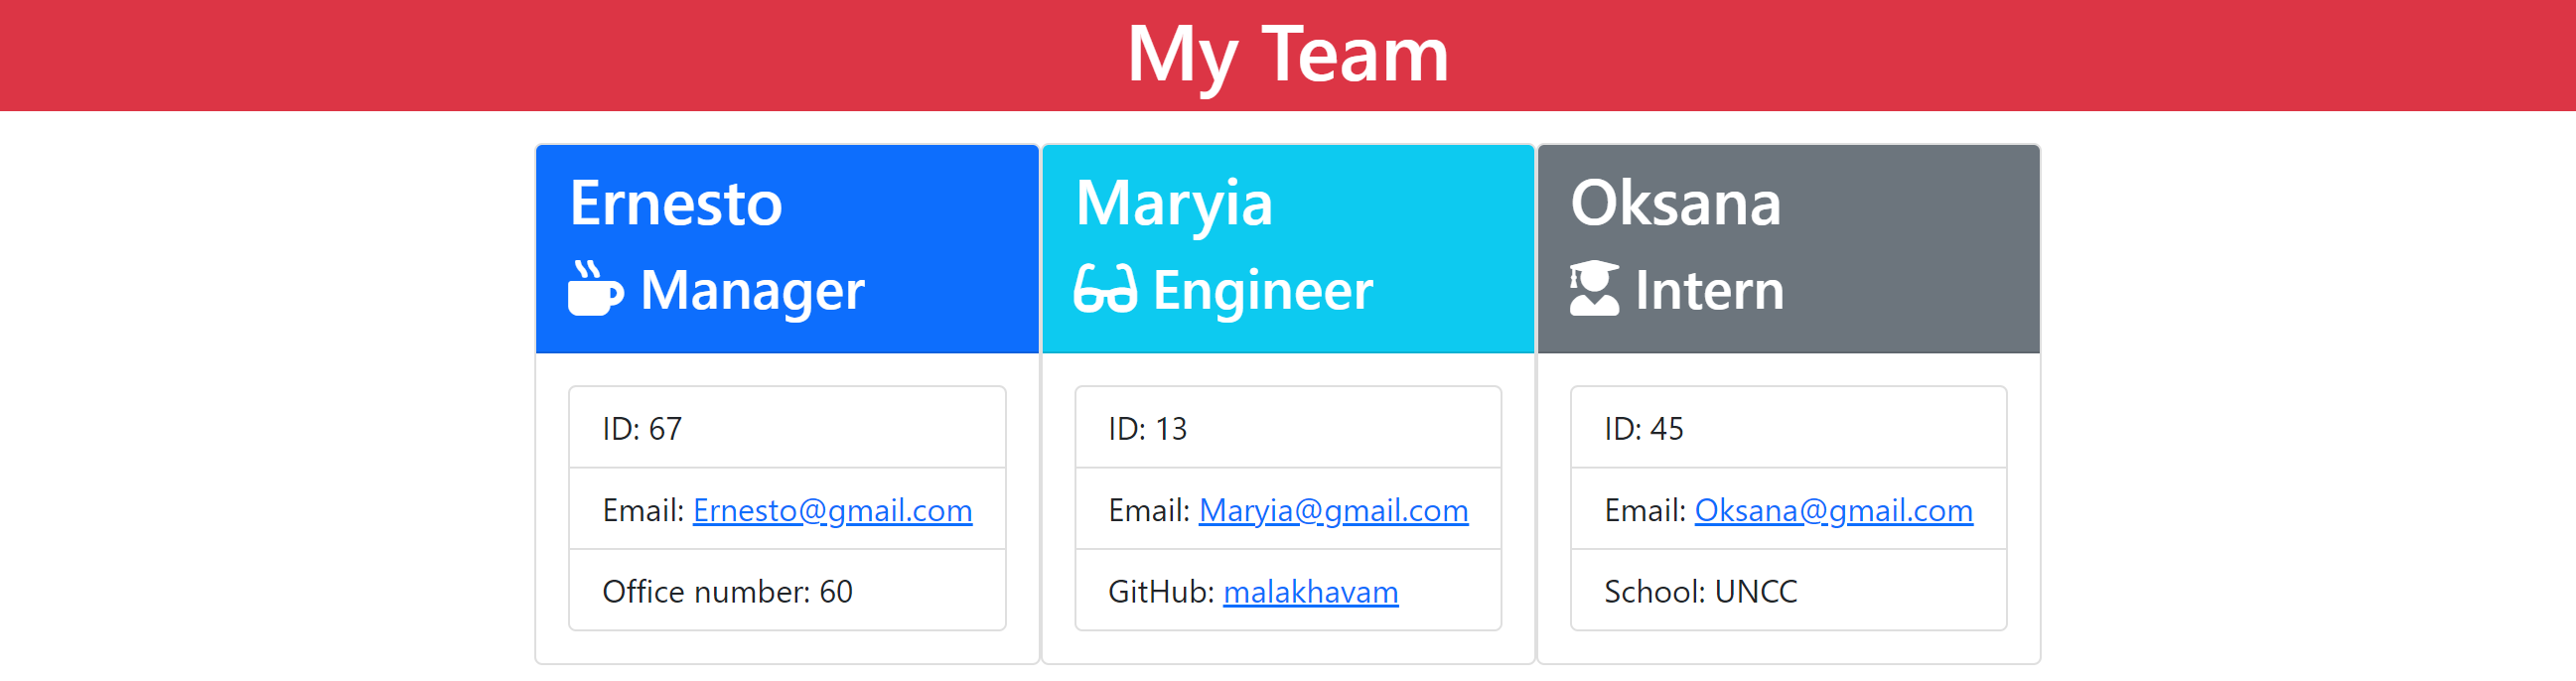 My Team
Ernesto
Manager
ID: 67
Email: Ernesto@gmail.com
Office number: 60
Maryia
Engineer
ID: 13
Email: Maryia@gmail.com
GitHub: malakhavam
Oksana
Intern
ID: 45
Email: Oksana@gmail.com
School: UNCC